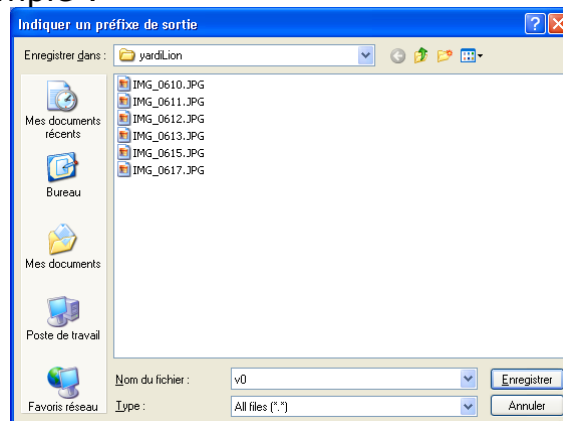 Indiquer un préfixe de sortie
Enregistrer dans :
yardiLion
IMG_0610.JPG
IMG_0611.JPG
IMG_0612.JPG
IMG_0613.JPG
IMG_0615.JPG
IMG_0617.JPG
Mes documents
récents
Bureau
Mes documents
Poste de travail
Favoris réseau
Nom du fichier :
v0
Enregistrer
Type :
All files (*.*)
Annuler